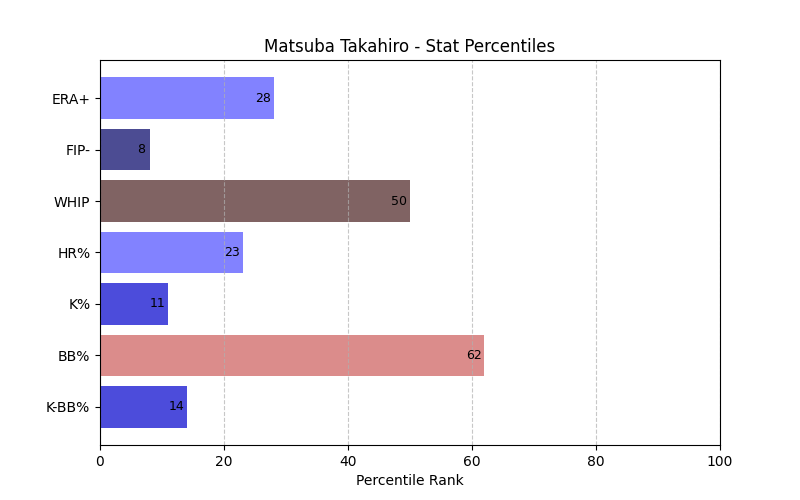 Matsuba Takahiro - Stat Percentiles
ERA+ 28
FIP- 8
WHIP 50
HR% 23
K% 11
BB% 62
K-BB% 14
0 20 40 60 80 100
Percentile Rank